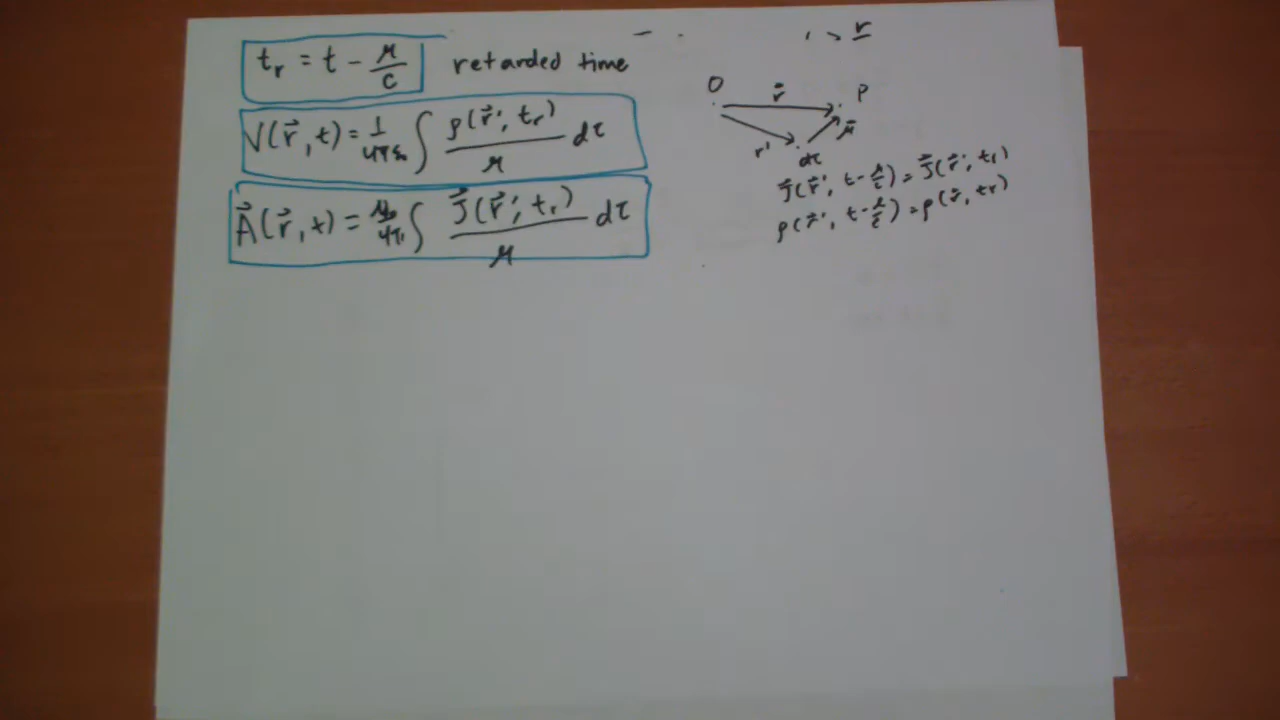 t_r = t - 𝓇/c retarded time
V(r⃗, t) = 1/4πε₀ ∫ ρ(r⃗', t_r)/𝓇 dτ
A⃗(r⃗, t) = μ₀/4π ∫ J⃗(r⃗', t_r)/𝓇 dτ
r
O r⃗ P
r' dτ 𝓇⃗
J⃗(r⃗', t - 𝓇/c) = J⃗(r⃗', t_r)
ρ(r⃗', t - 𝓇/c) = ρ(r⃗', t_r)